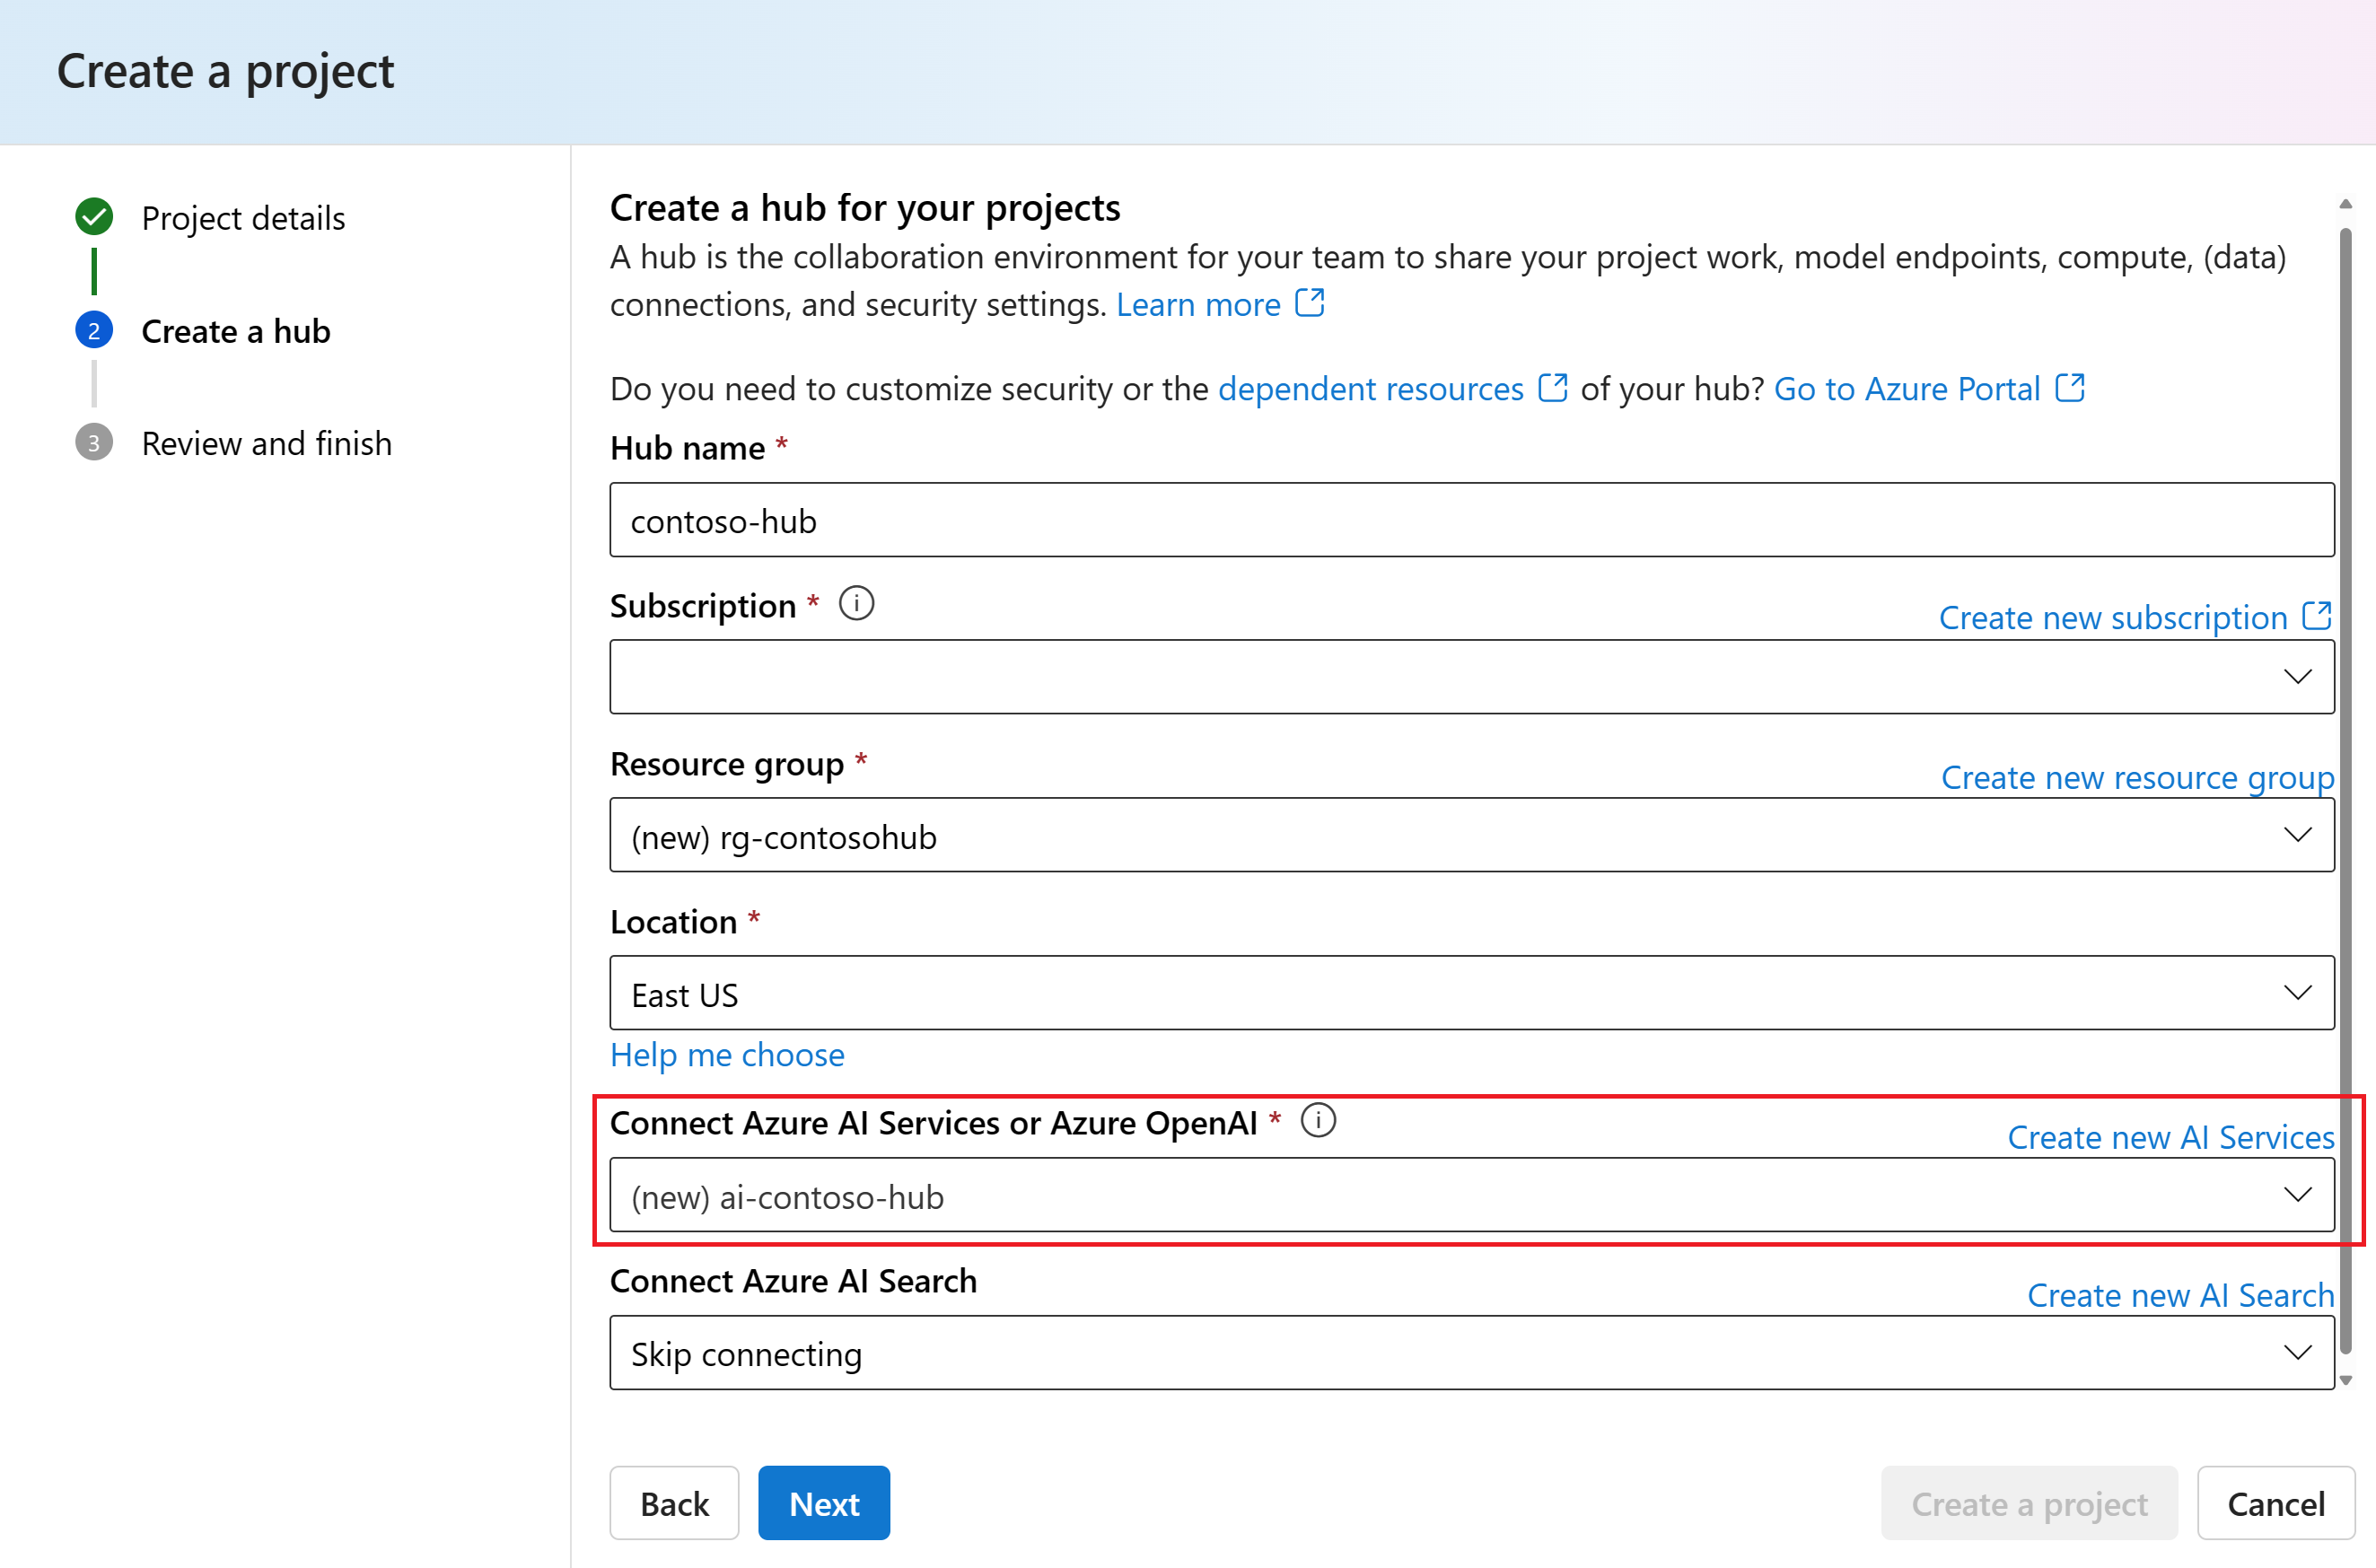 Create a project
Project details
2
Create a hub
3
Review and finish
Create a hub for your projects
A hub is the collaboration environment for your team to share your project work, model endpoints, compute, (data)
connections, and security settings. Learn more
Do you need to customize security or the dependent resources of your hub? Go to Azure Portal
Hub name *
contoso-hub
Subscription *
Create new subscription
Resource group *
Create new resource group
(new) rg-contosohub
Location *
East US
Help me choose
Connect Azure AI Services or Azure OpenAI *
Create new AI Services
(new) ai-contoso-hub
Connect Azure AI Search
Create new AI Search
Skip connecting
Back
Next
Create a project
Cancel